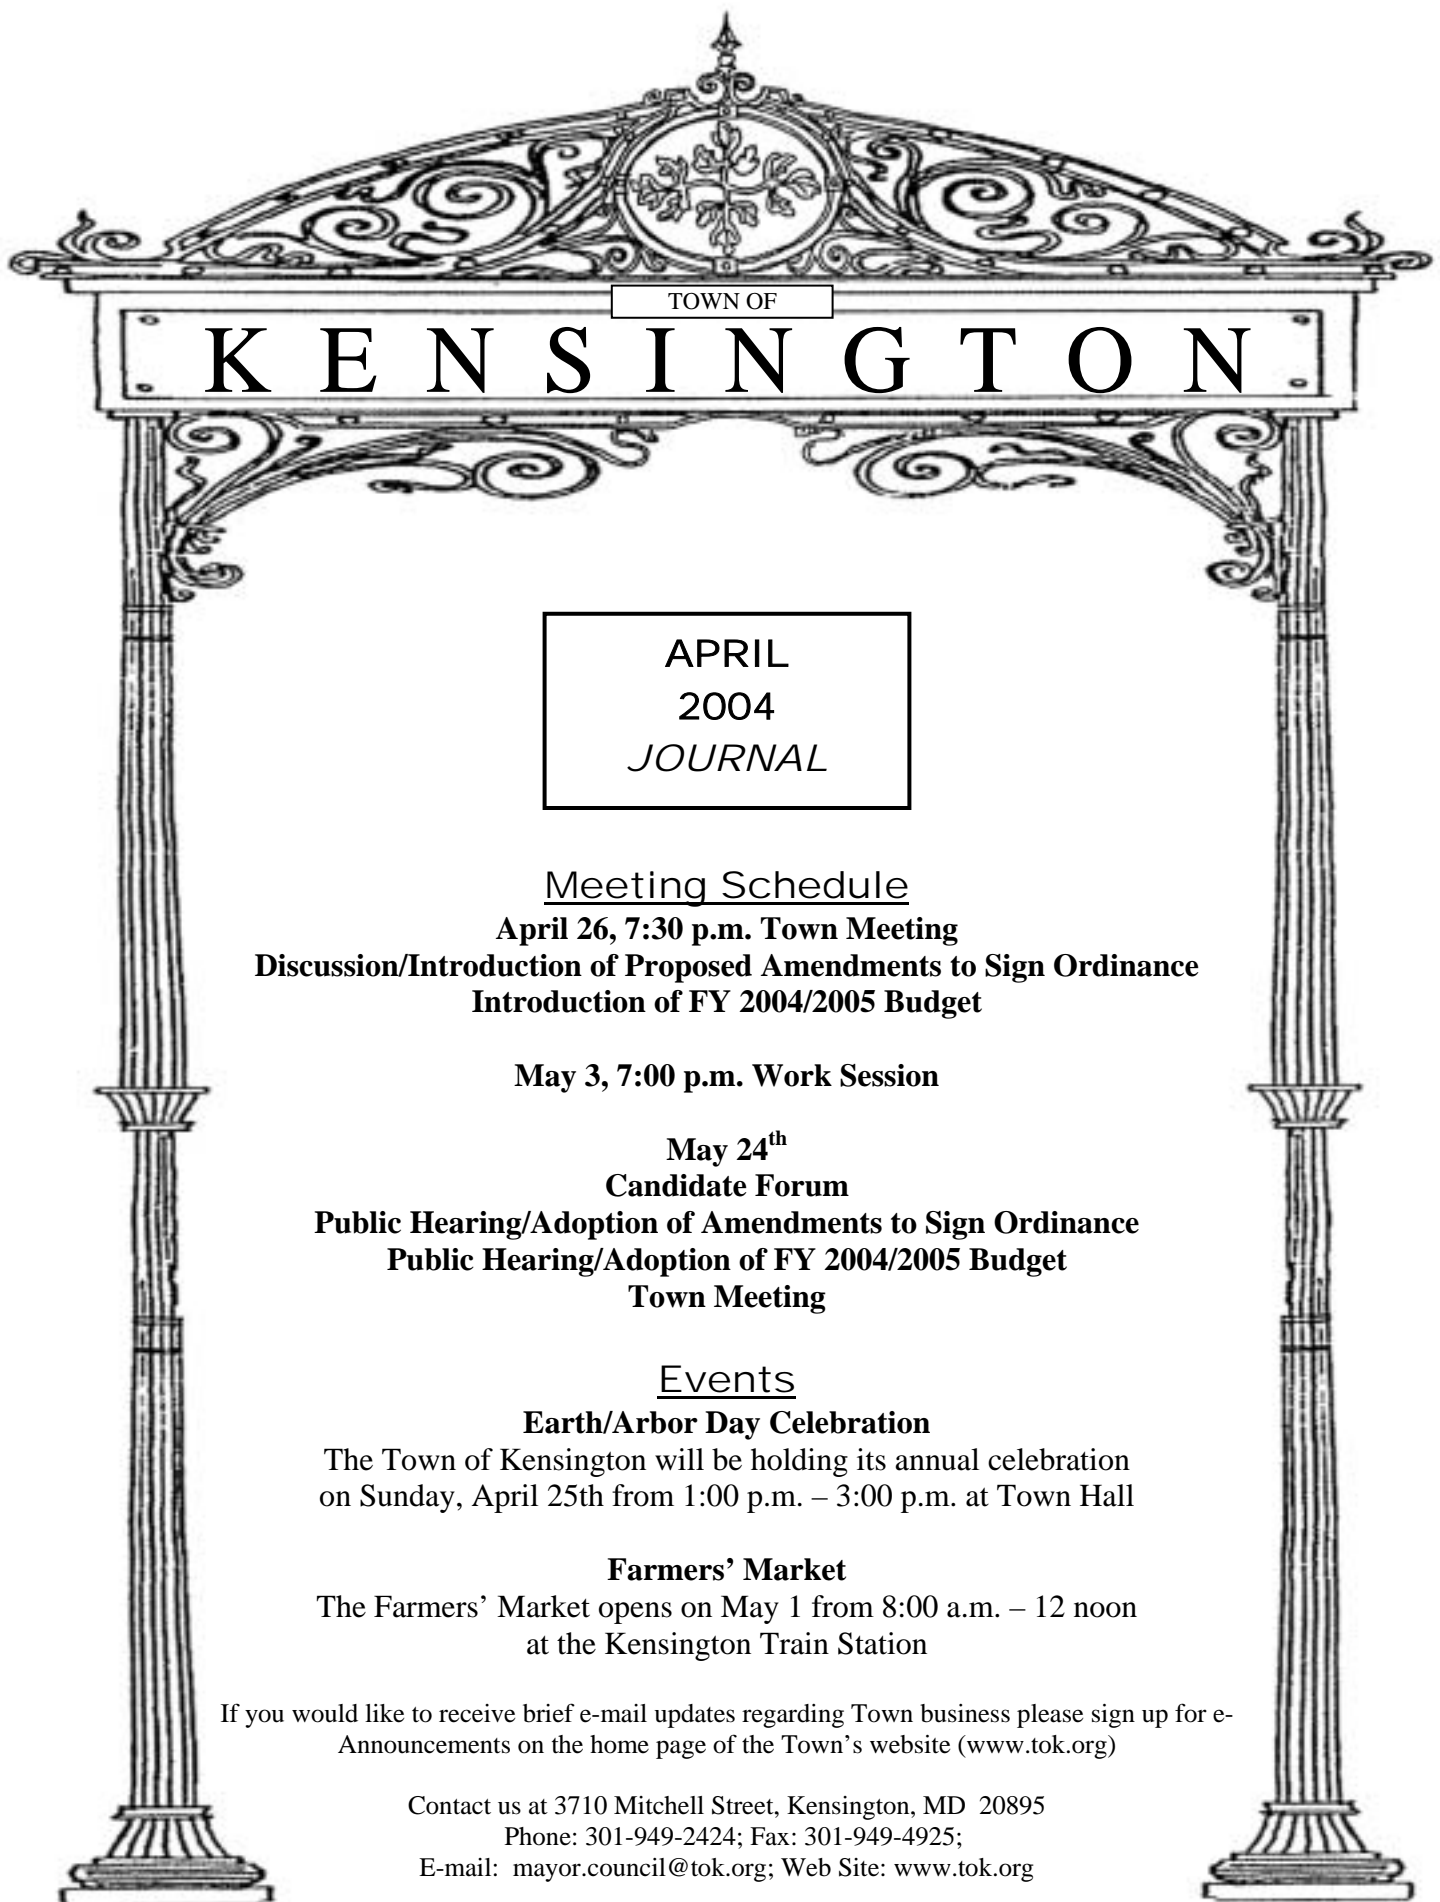 TOWN OF
KENSINGTON
APRIL
2004
JOURNAL
Meeting Schedule
April 26, 7:30 p.m. Town Meeting
Discussion/Introduction of Proposed Amendments to Sign Ordinance
Introduction of FY 2004/2005 Budget
May 3, 7:00 p.m. Work Session
May 24th
Candidate Forum
Public Hearing/Adoption of Amendments to Sign Ordinance
Public Hearing/Adoption of FY 2004/2005 Budget
Town Meeting
Events
Earth/Arbor Day Celebration
The Town of Kensington will be holding its annual celebration
on Sunday, April 25th from 1:00 p.m. – 3:00 p.m. at Town Hall
Farmers’ Market
The Farmers’ Market opens on May 1 from 8:00 a.m. – 12 noon
at the Kensington Train Station
If you would like to receive brief e-mail updates regarding Town business please sign up for e-
Announcements on the home page of the Town’s website (www.tok.org)
Contact us at 3710 Mitchell Street, Kensington, MD  20895
Phone: 301-949-2424; Fax: 301-949-4925;
E-mail:  mayor.council@tok.org; Web Site: www.tok.org